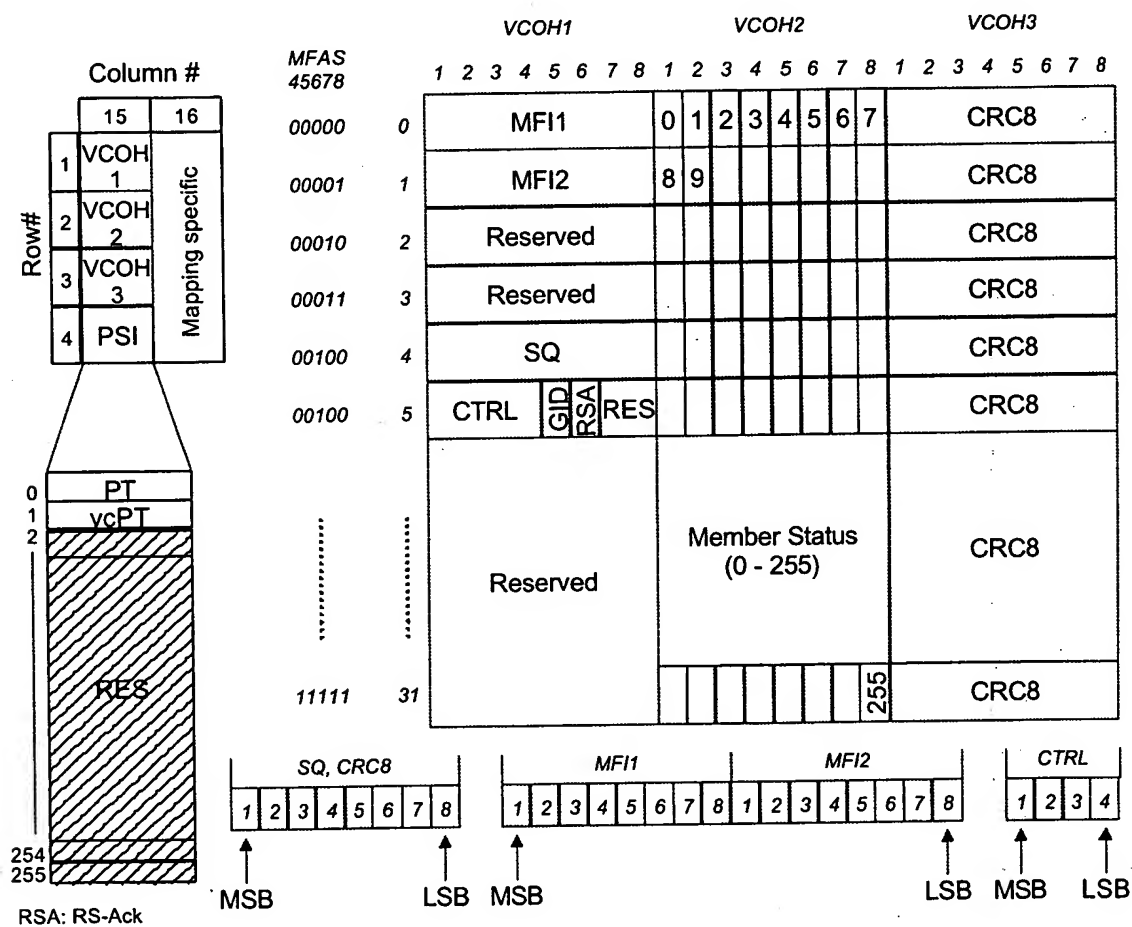 VCOH1 VCOH2 VCOH3
MFAS
45678
1 2 3 4 5 6 7 8 1 2 3 4 5 6 7 8 1 2 3 4 5 6 7 8
Column #
15 16
Row#
1 VCOH
1
2 VCOH
2
3 VCOH
3
4 PSI
Mapping specific
00000 0 MFI1 0 1 2 3 4 5 6 7 CRC8
00001 1 MFI2 8 9 CRC8
00010 2 Reserved CRC8
00011 3 Reserved CRC8
00100 4 SQ CRC8
00100 5 CTRL GID RSA RES CRC8
Reserved
Member Status
(0 - 255)
CRC8
11111 31 255 CRC8
0 PT
1 vcPT
2
RES
254
255
SQ, CRC8
1 2 3 4 5 6 7 8
MSB LSB
MFI1 MFI2
1 2 3 4 5 6 7 8 1 2 3 4 5 6 7 8
MSB LSB
CTRL
1 2 3 4
MSB LSB
RSA: RS-Ack